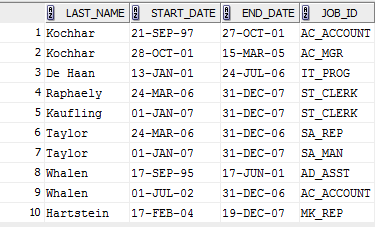 LAST_NAME START_DATE END_DATE JOB_ID
1 Kochhar 21-SEP-97 27-OCT-01 AC_ACCOUNT
2 Kochhar 28-OCT-01 15-MAR-05 AC_MGR
3 De Haan 13-JAN-01 24-JUL-06 IT_PROG
4 Raphaely 24-MAR-06 31-DEC-07 ST_CLERK
5 Kaufling 01-JAN-07 31-DEC-07 ST_CLERK
6 Taylor 24-MAR-06 31-DEC-06 SA_REP
7 Taylor 01-JAN-07 31-DEC-07 SA_MAN
8 Whalen 17-SEP-95 17-JUN-01 AD_ASST
9 Whalen 01-JUL-02 31-DEC-06 AC_ACCOUNT
10 Hartstein 17-FEB-04 19-DEC-07 MK_REP